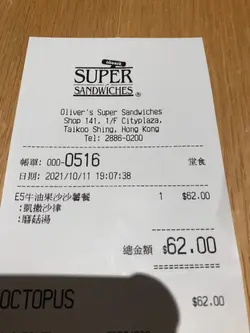 Oliver's
SUPER
SANDWICHES ®
Oliver's Super Sandwiches
Shop 141, 1/F Cityplaza,
Taikoo Shing, Hong Kong
Tel: 2886-0200
帳單: 000-0516 堂食
日期: 2021/10/11 19:07:38
E5牛油果沙沙薯餐 1 $62.00
:凱撒沙律
:蘑菇湯
總金額 $62.00
OCTOPUS $62.00